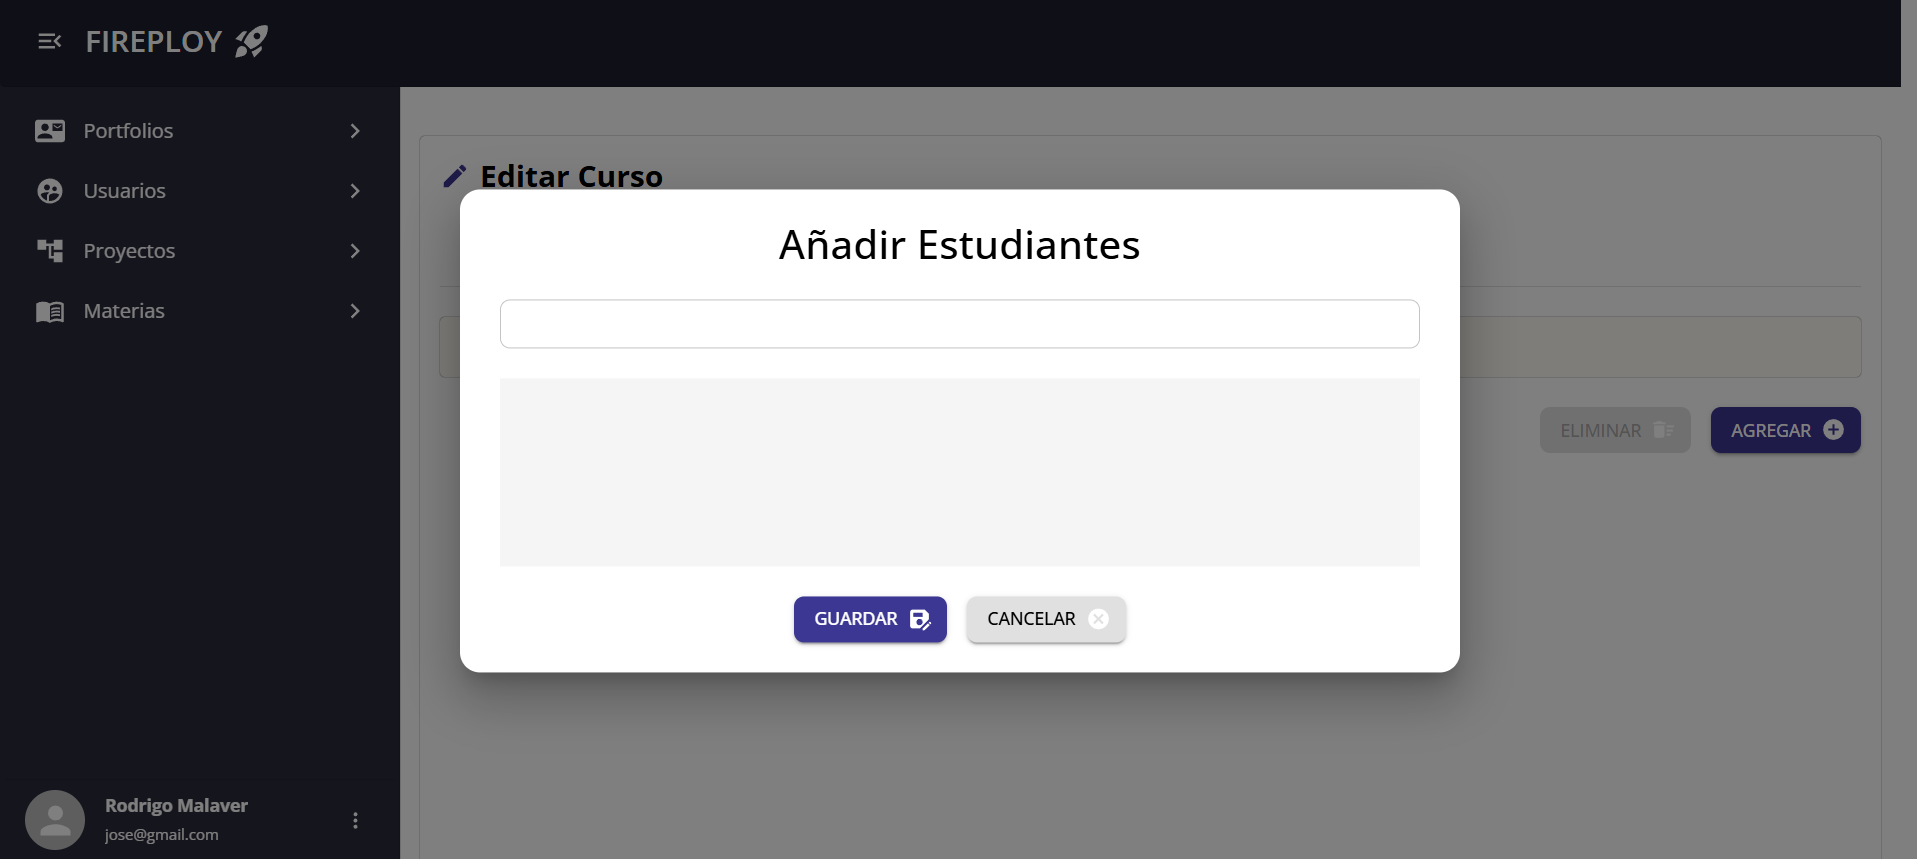 FIREPLOY
Portfolios
Usuarios
Proyectos
Materias
Editar Curso
Añadir Estudiantes
ELIMINAR
AGREGAR
GUARDAR
CANCELAR
Rodrigo Malaver
jose@gmail.com